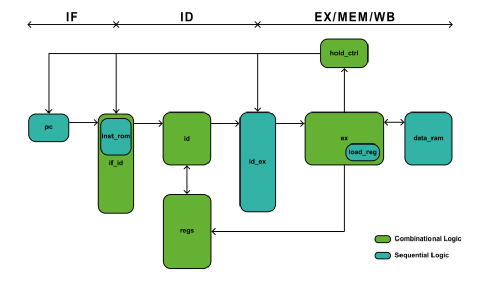 IF ID EX/MEM/WB
hold_ctrl
pc
inst_rom
if_id
id
id_ex
ex
load_reg
data_ram
regs
Combinational Logic
Sequential Logic